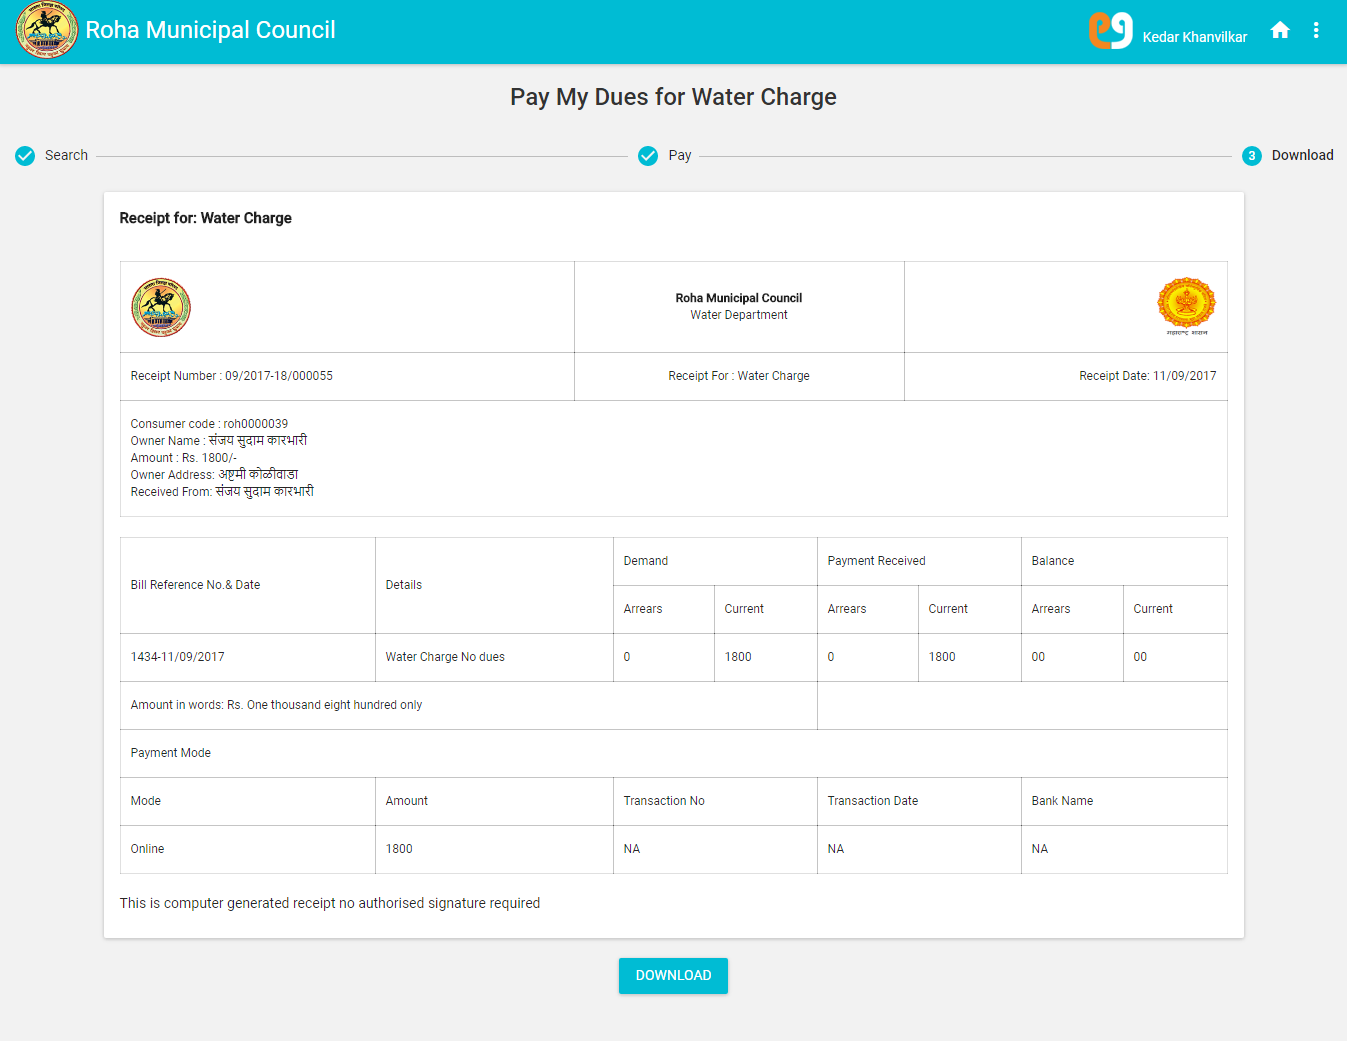 Roha Municipal Council
Kedar Khanvilkar
Pay My Dues for Water Charge
Search
Pay
3 Download
Receipt for: Water Charge
Roha Municipal Council
Water Department
महाराष्ट्र शासन
Receipt Number : 09/2017-18/000055
Receipt For : Water Charge
Receipt Date: 11/09/2017
Consumer code : roh0000039
Owner Name : संजय सुदाम कारभारी
Amount : Rs. 1800/-
Owner Address: अष्टमी कोळीवाडा
Received From: संजय सुदाम कारभारी
Bill Reference No.& Date
Details
Demand
Payment Received
Balance
Arrears
Current
Arrears
Current
Arrears
Current
1434-11/09/2017
Water Charge No dues
0
1800
0
1800
00
00
Amount in words: Rs. One thousand eight hundred only
Payment Mode
Mode
Amount
Transaction No
Transaction Date
Bank Name
Online
1800
NA
NA
NA
This is computer generated receipt no authorised signature required
DOWNLOAD